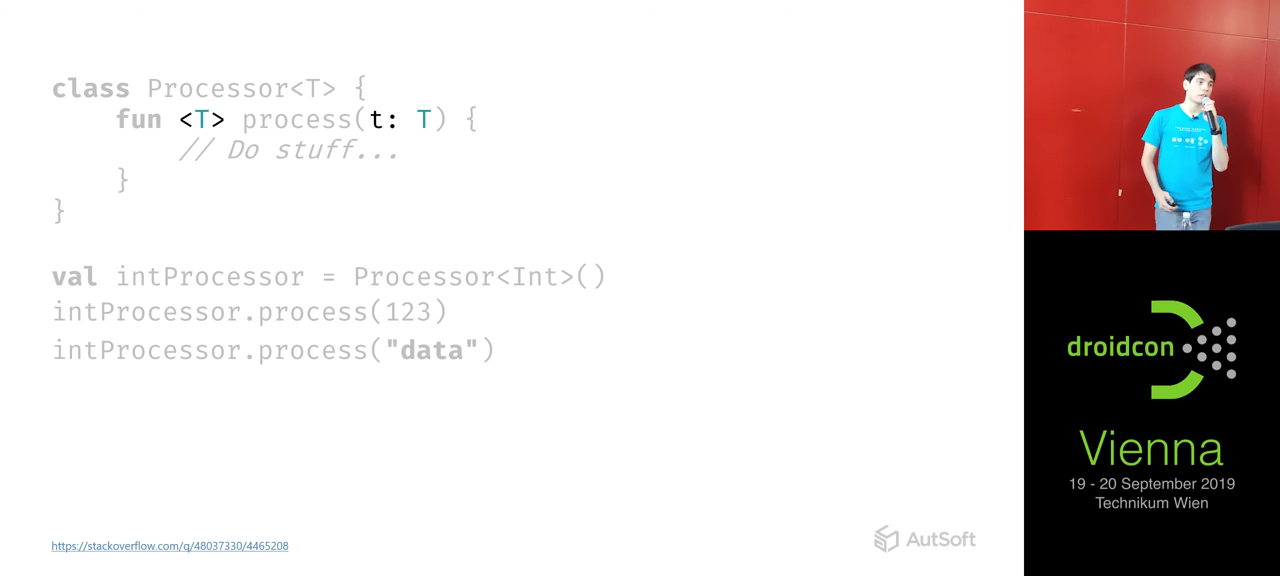 class Processor<T> {
    fun <T> process(t: T) {
        // Do stuff...
    }
}
val intProcessor = Processor<Int>()
intProcessor.process(123)
intProcessor.process("data")
https://stackoverflow.com/q/48037330/4465208
AutSoft
droidcon
Vienna
19 - 20 September 2019
Technikum Wien